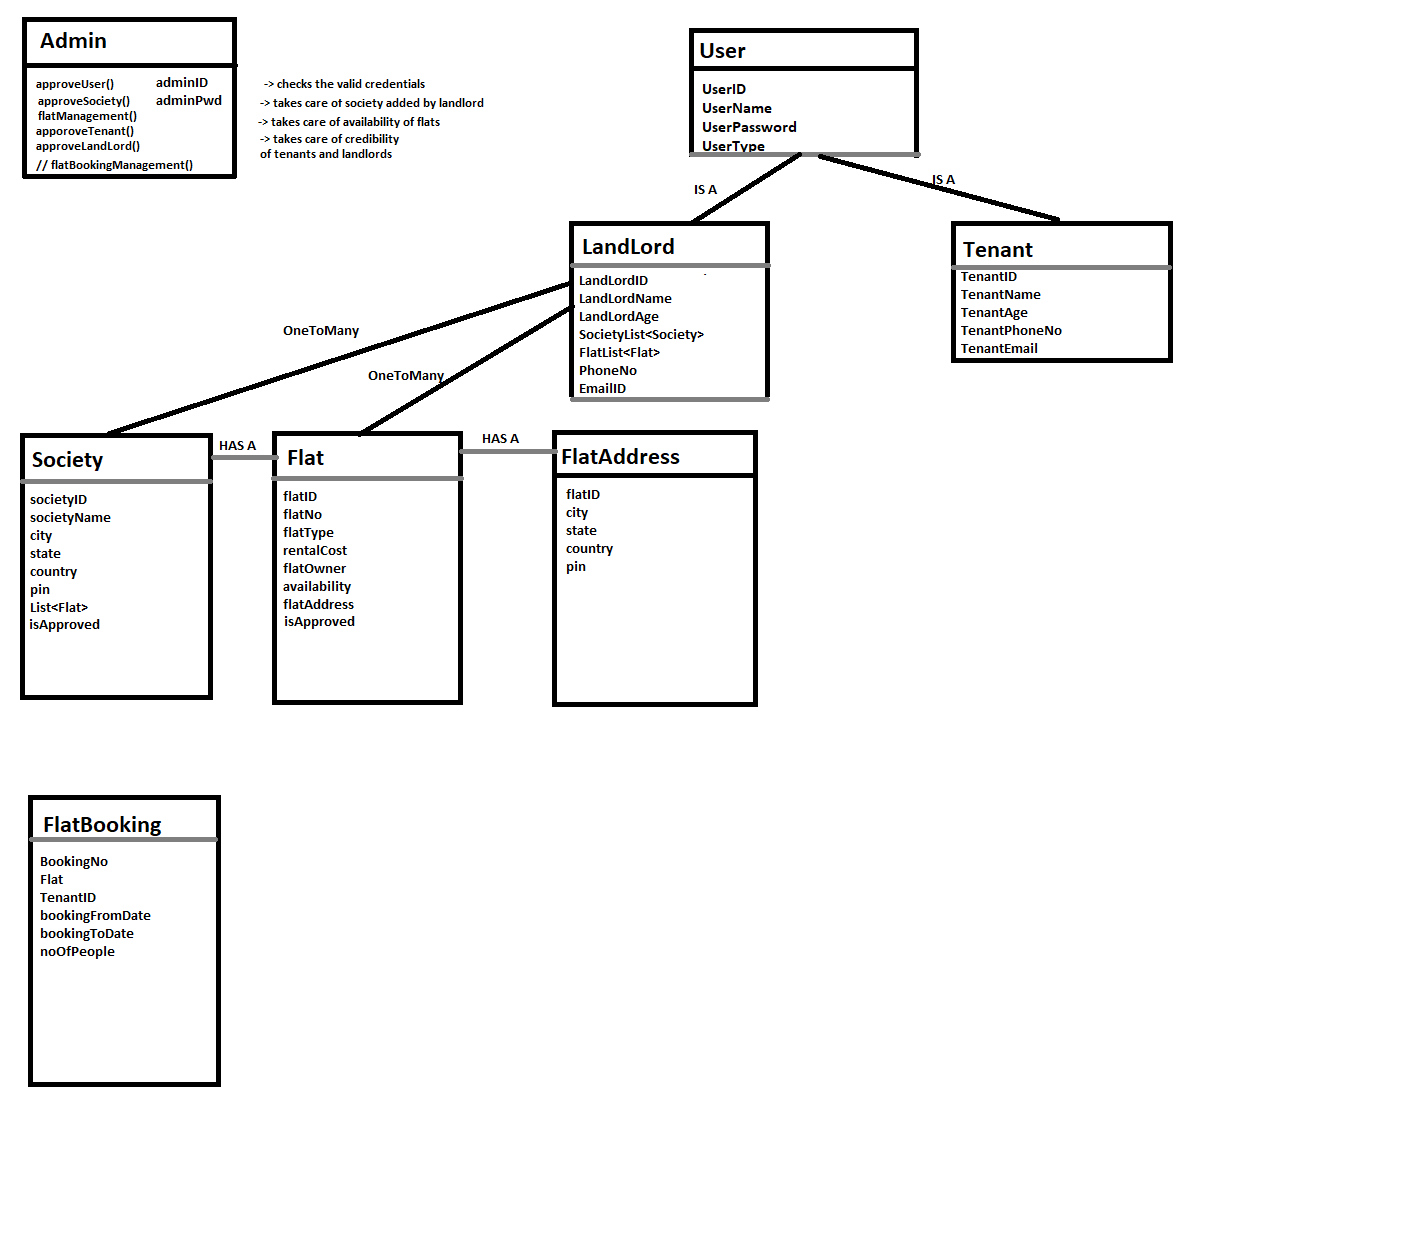 Admin
approveUser()
adminID
approveSociety()
adminPwd
flatManagement()
apporoveTenant()
approveLandLord()
// flatBookingManagement()
-> checks the valid credentials
-> takes care of society added by landlord
-> takes care of availability of flats
-> takes care of credibility
of tenants and landlords
User
UserID
UserName
UserPassword
UserType
IS A
IS A
LandLord
LandLordID
LandLordName
LandLordAge
SocietyList<Society>
FlatList<Flat>
PhoneNo
EmailID
Tenant
TenantID
TenantName
TenantAge
TenantPhoneNo
TenantEmail
OneToMany
OneToMany
Society
societyID
societyName
city
state
country
pin
List<Flat>
isApproved
HAS A
Flat
flatID
flatNo
flatType
rentalCost
flatOwner
availability
flatAddress
isApproved
HAS A
FlatAddress
flatID
city
state
country
pin
FlatBooking
BookingNo
Flat
TenantID
bookingFromDate
bookingToDate
noOfPeople